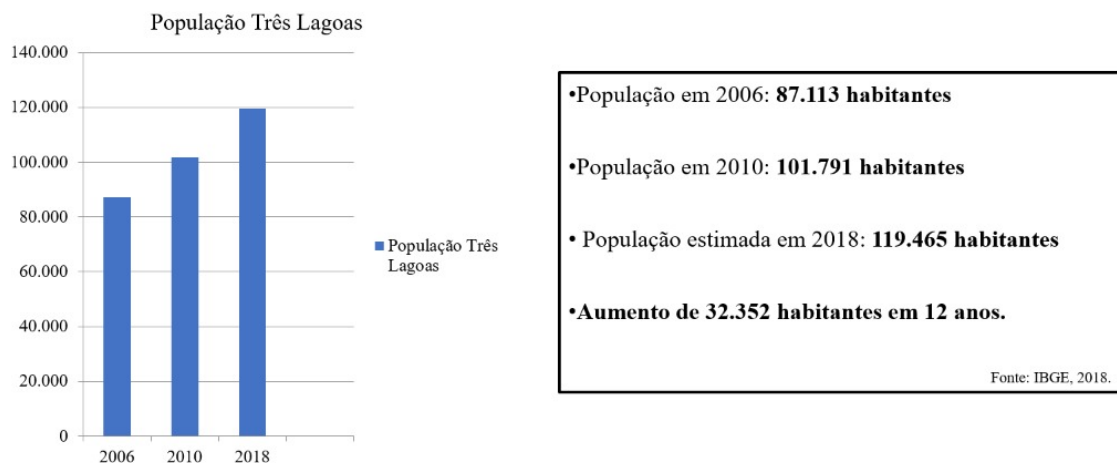 População Três Lagoas
140.000
120.000
100.000
80.000
60.000
40.000
20.000
0
2006 2010 2018
População Três
Lagoas
•População em 2006: 87.113 habitantes
•População em 2010: 101.791 habitantes
• População estimada em 2018: 119.465 habitantes
•Aumento de 32.352 habitantes em 12 anos.
Fonte: IBGE, 2018.